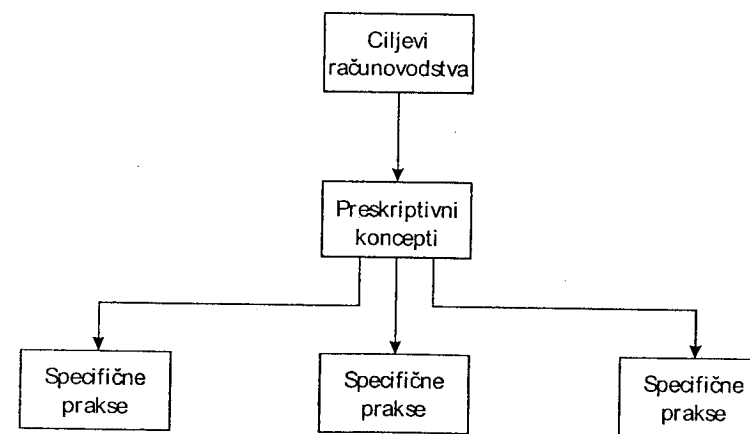 Ciljevi
računovodstva
Preskriptivni
koncepti
Specifične
prakse
Specifične
prakse
Specifične
prakse